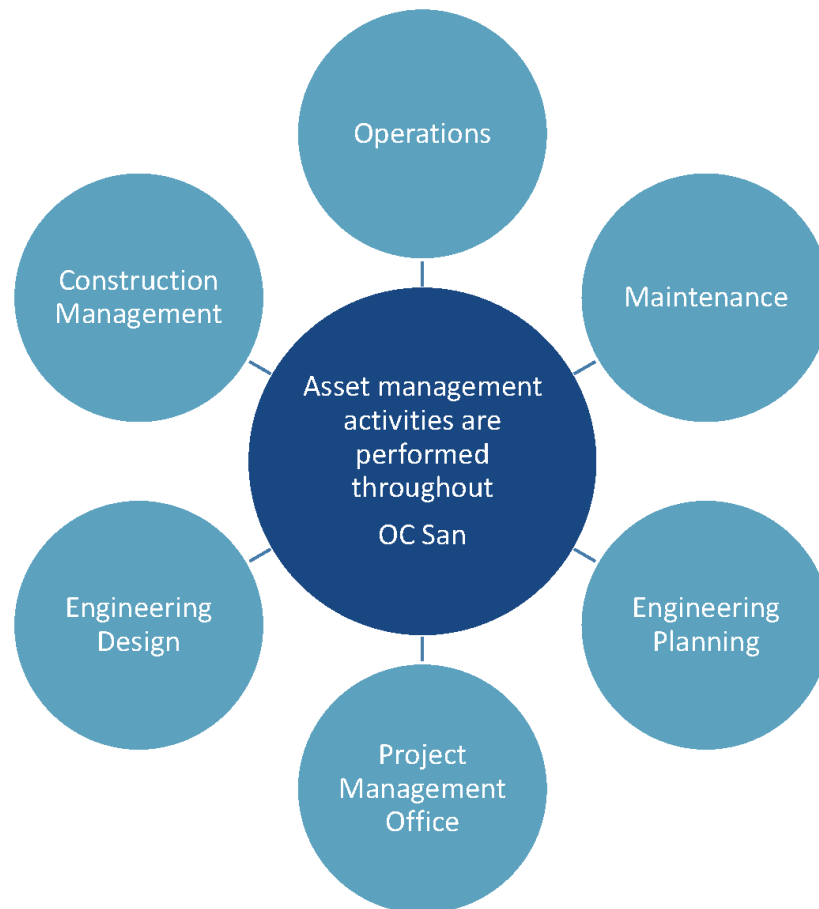 Operations
Construction
Management
Maintenance
Asset management
activities are
performed
throughout
OC San
Engineering
Design
Engineering
Planning
Project
Management
Office